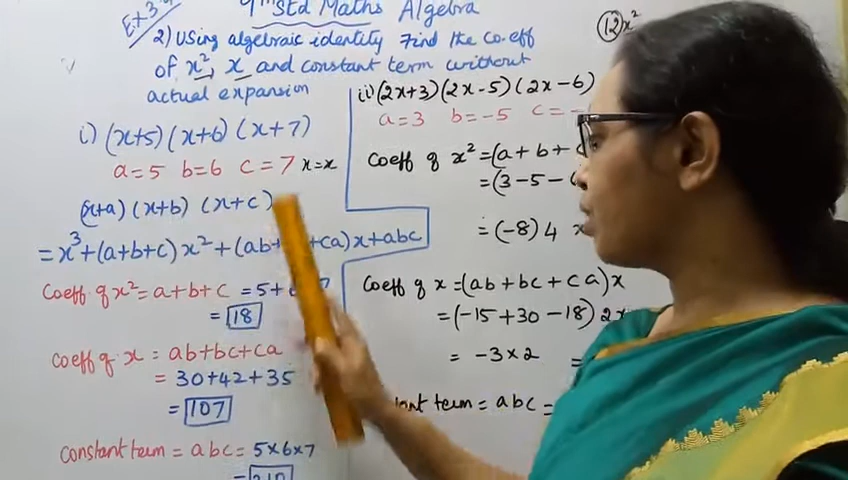 Ex-3.4
9th Std Maths Algebra
2) Using algebraic identity Find the co.eff
of x², x and constant term without
actual expansion
i) (x+5) (x+6) (x+7)
a=5 b=6 c=7 x=x
(x+a) (x+b) (x+c)
= x³+(a+b+c) x²+(ab+ +ca)x+abc
Coeff of x² = a+b+c = 5+
= 18
Coeff of x = ab+bc+ca
= 30+42+35
= 107
Constant term = abc = 5×6×7
= 210
12 x²
ii) (2x+3)(2x-5)(2x-6)
a=3 b=-5 c=-
Coeff of x² = (a+b+
= (3-5-
= (-8) 4
Coeff of x = (ab+bc+ca)x
= (-15+30-18) 2x
= -3×2 =
term = abc =